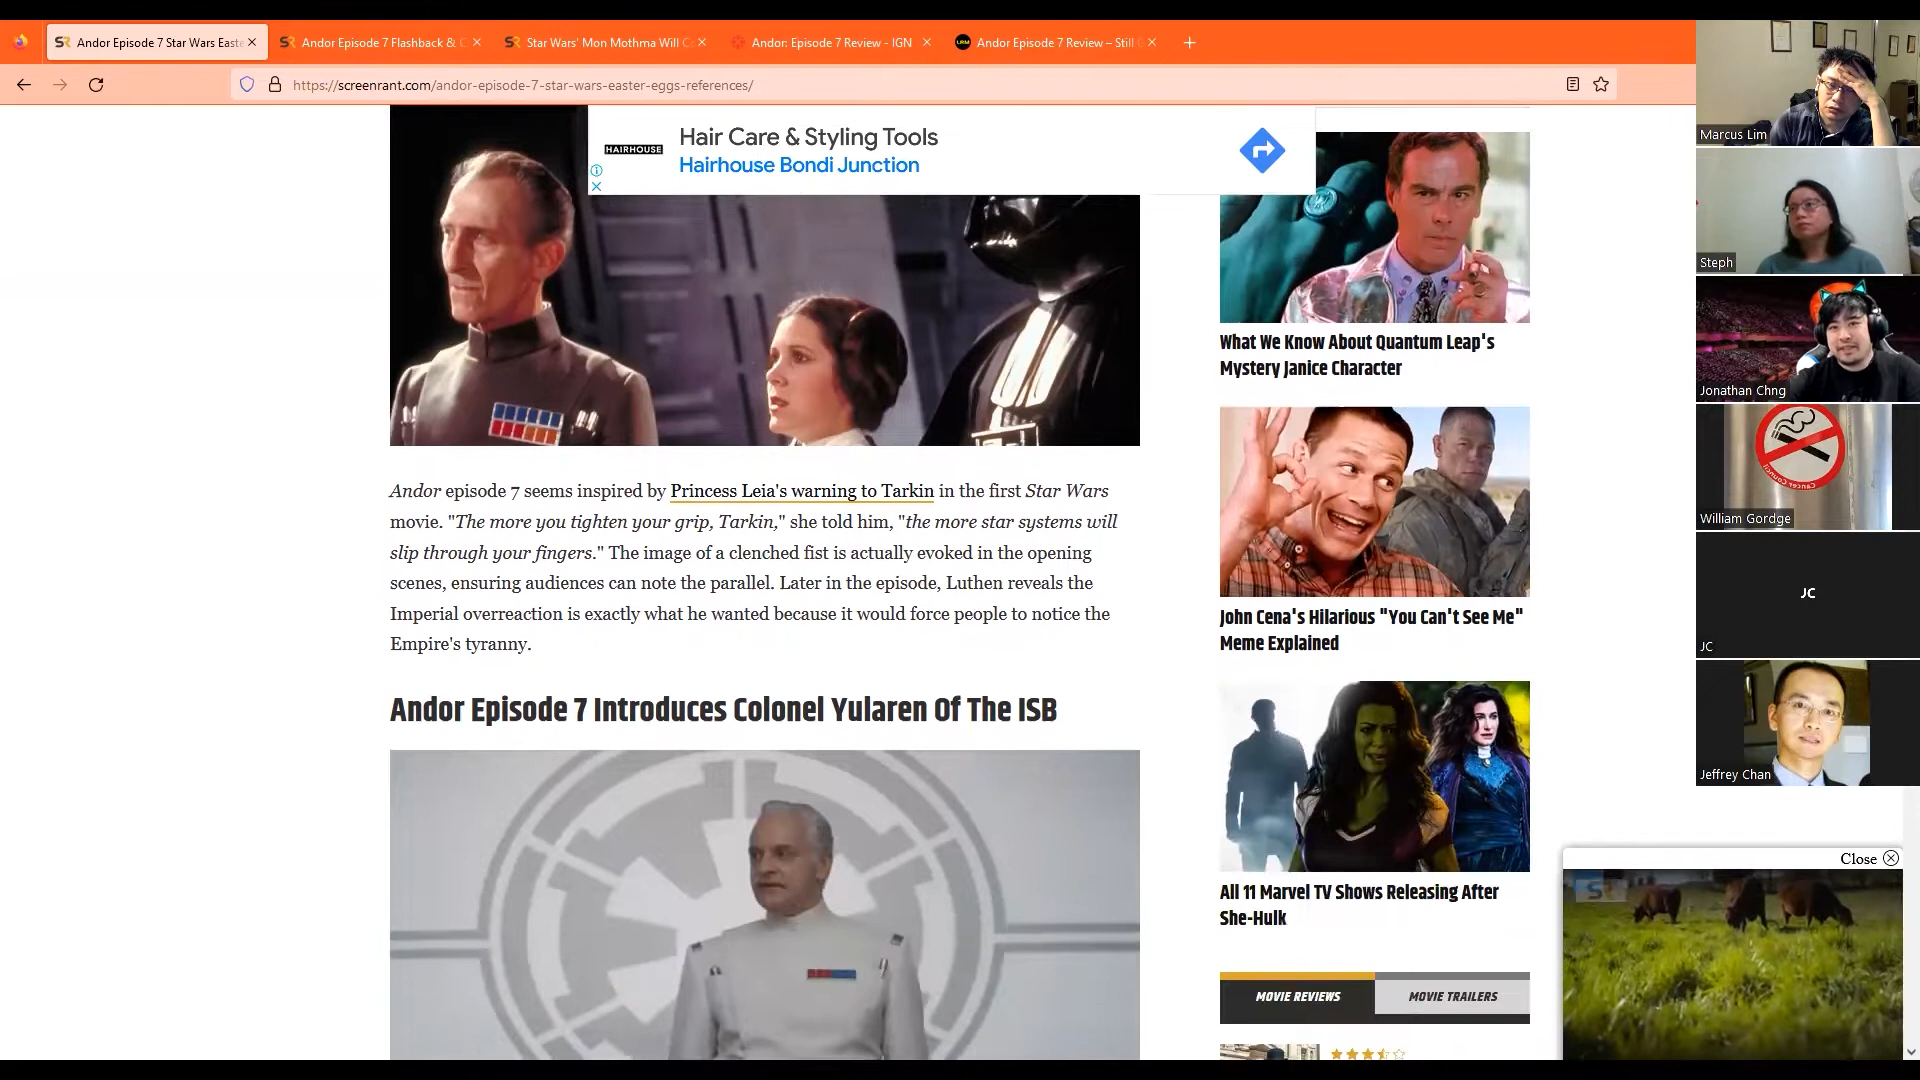 Andor Episode 7 Star Wars Easte
Andor Episode 7 Flashback & C
Star Wars' Mon Mothma Will C
Andor: Episode 7 Review - IGN
Andor Episode 7 Review – Still
https://screenrant.com/andor-episode-7-star-wars-easter-eggs-references/
HAIRHOUSE
Hair Care & Styling Tools
Hairhouse Bondi Junction
Andor episode 7 seems inspired by Princess Leia's warning to Tarkin in the first Star Wars
movie. "The more you tighten your grip, Tarkin," she told him, "the more star systems will
slip through your fingers." The image of a clenched fist is actually evoked in the opening
scenes, ensuring audiences can note the parallel. Later in the episode, Luthen reveals the
Imperial overreaction is exactly what he wanted because it would force people to notice the
Empire's tyranny.
Andor Episode 7 Introduces Colonel Yularen Of The ISB
What We Know About Quantum Leap's
Mystery Janice Character
John Cena's Hilarious "You Can't See Me"
Meme Explained
All 11 Marvel TV Shows Releasing After
She-Hulk
MOVIE REVIEWS
MOVIE TRAILERS
Marcus Lim
Steph
Jonathan Chng
Cancer Council
William Gordge
JC
JC
Jeffrey Chan
Close